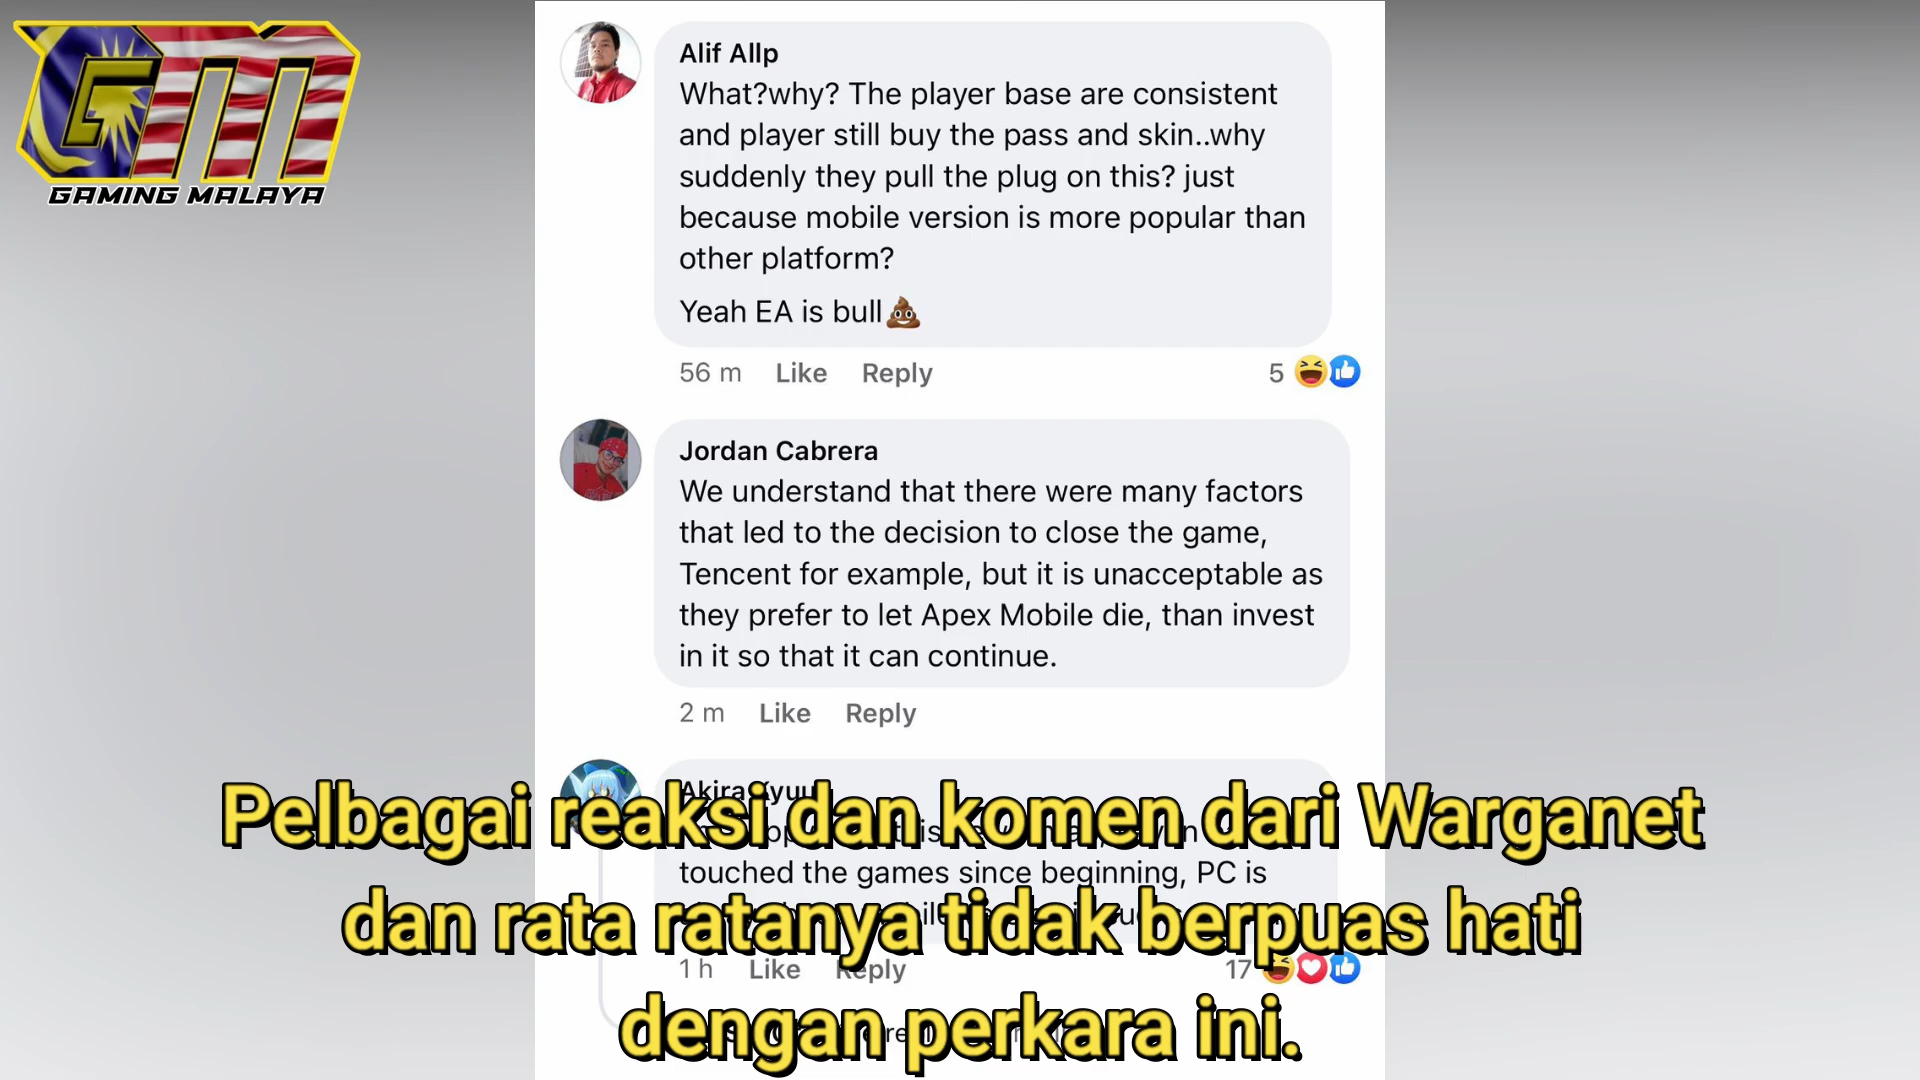 GM
GAMING MALAYA
Alif Allp
What?why? The player base are consistent
and player still buy the pass and skin..why
suddenly they pull the plug on this? just
because mobile version is more popular than
other platform?
Yeah EA is bull💩
56 m Like Reply 5
Jordan Cabrera
We understand that there were many factors
that led to the decision to close the game,
Tencent for example, but it is unacceptable as
they prefer to let Apex Mobile die, than invest
in it so that it can continue.
2 m Like Reply
Akira Kyuu
Pelbagai reaksi dan komen dari Warganet
touched the games since beginning, PC is
dan rata ratanya tidak berpuas hati
1 h Like Reply 17
dengan perkara ini.